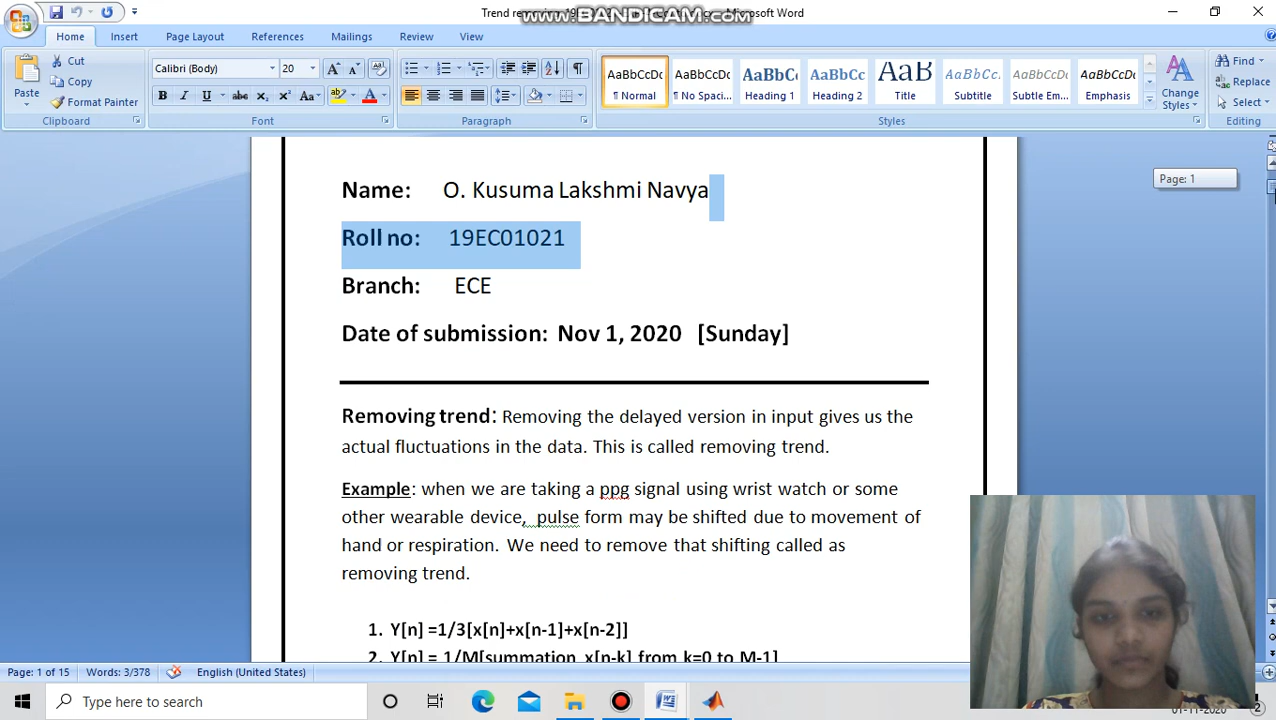 Trend re
www.BANDICAM.com
Microsoft Word
Home Insert Page Layout References Mailings Review View
Paste
Cut
Copy
Format Painter
Clipboard
Calibri (Body) 20
Font
Paragraph
AaBbCcDc AaBbCcDc AaBbC AaBbCc AaB AaBbCc. AaBbCcDc AaBbCcDc
¶ Normal ¶ No Spaci... Heading 1 Heading 2 Title Subtitle Subtle Em... Emphasis
Styles
Change
Styles
Find
Replace
Select
Editing
Page: 1
Name: O. Kusuma Lakshmi Navya
Roll no: 19EC01021
Branch: ECE
Date of submission: Nov 1, 2020 [Sunday]
Removing trend: Removing the delayed version in input gives us the
actual fluctuations in the data. This is called removing trend.
Example: when we are taking a ppg signal using wrist watch or some
other wearable device, pulse form may be shifted due to movement of
hand or respiration. We need to remove that shifting called as
removing trend.
1. Y[n] =1/3[x[n]+x[n-1]+x[n-2]]
2. Y[n] = 1/M[summation x[n-k] from k=0 to M-1]
Page: 1 of 15 Words: 3/378 English (United States)
Type here to search
01-11-2020